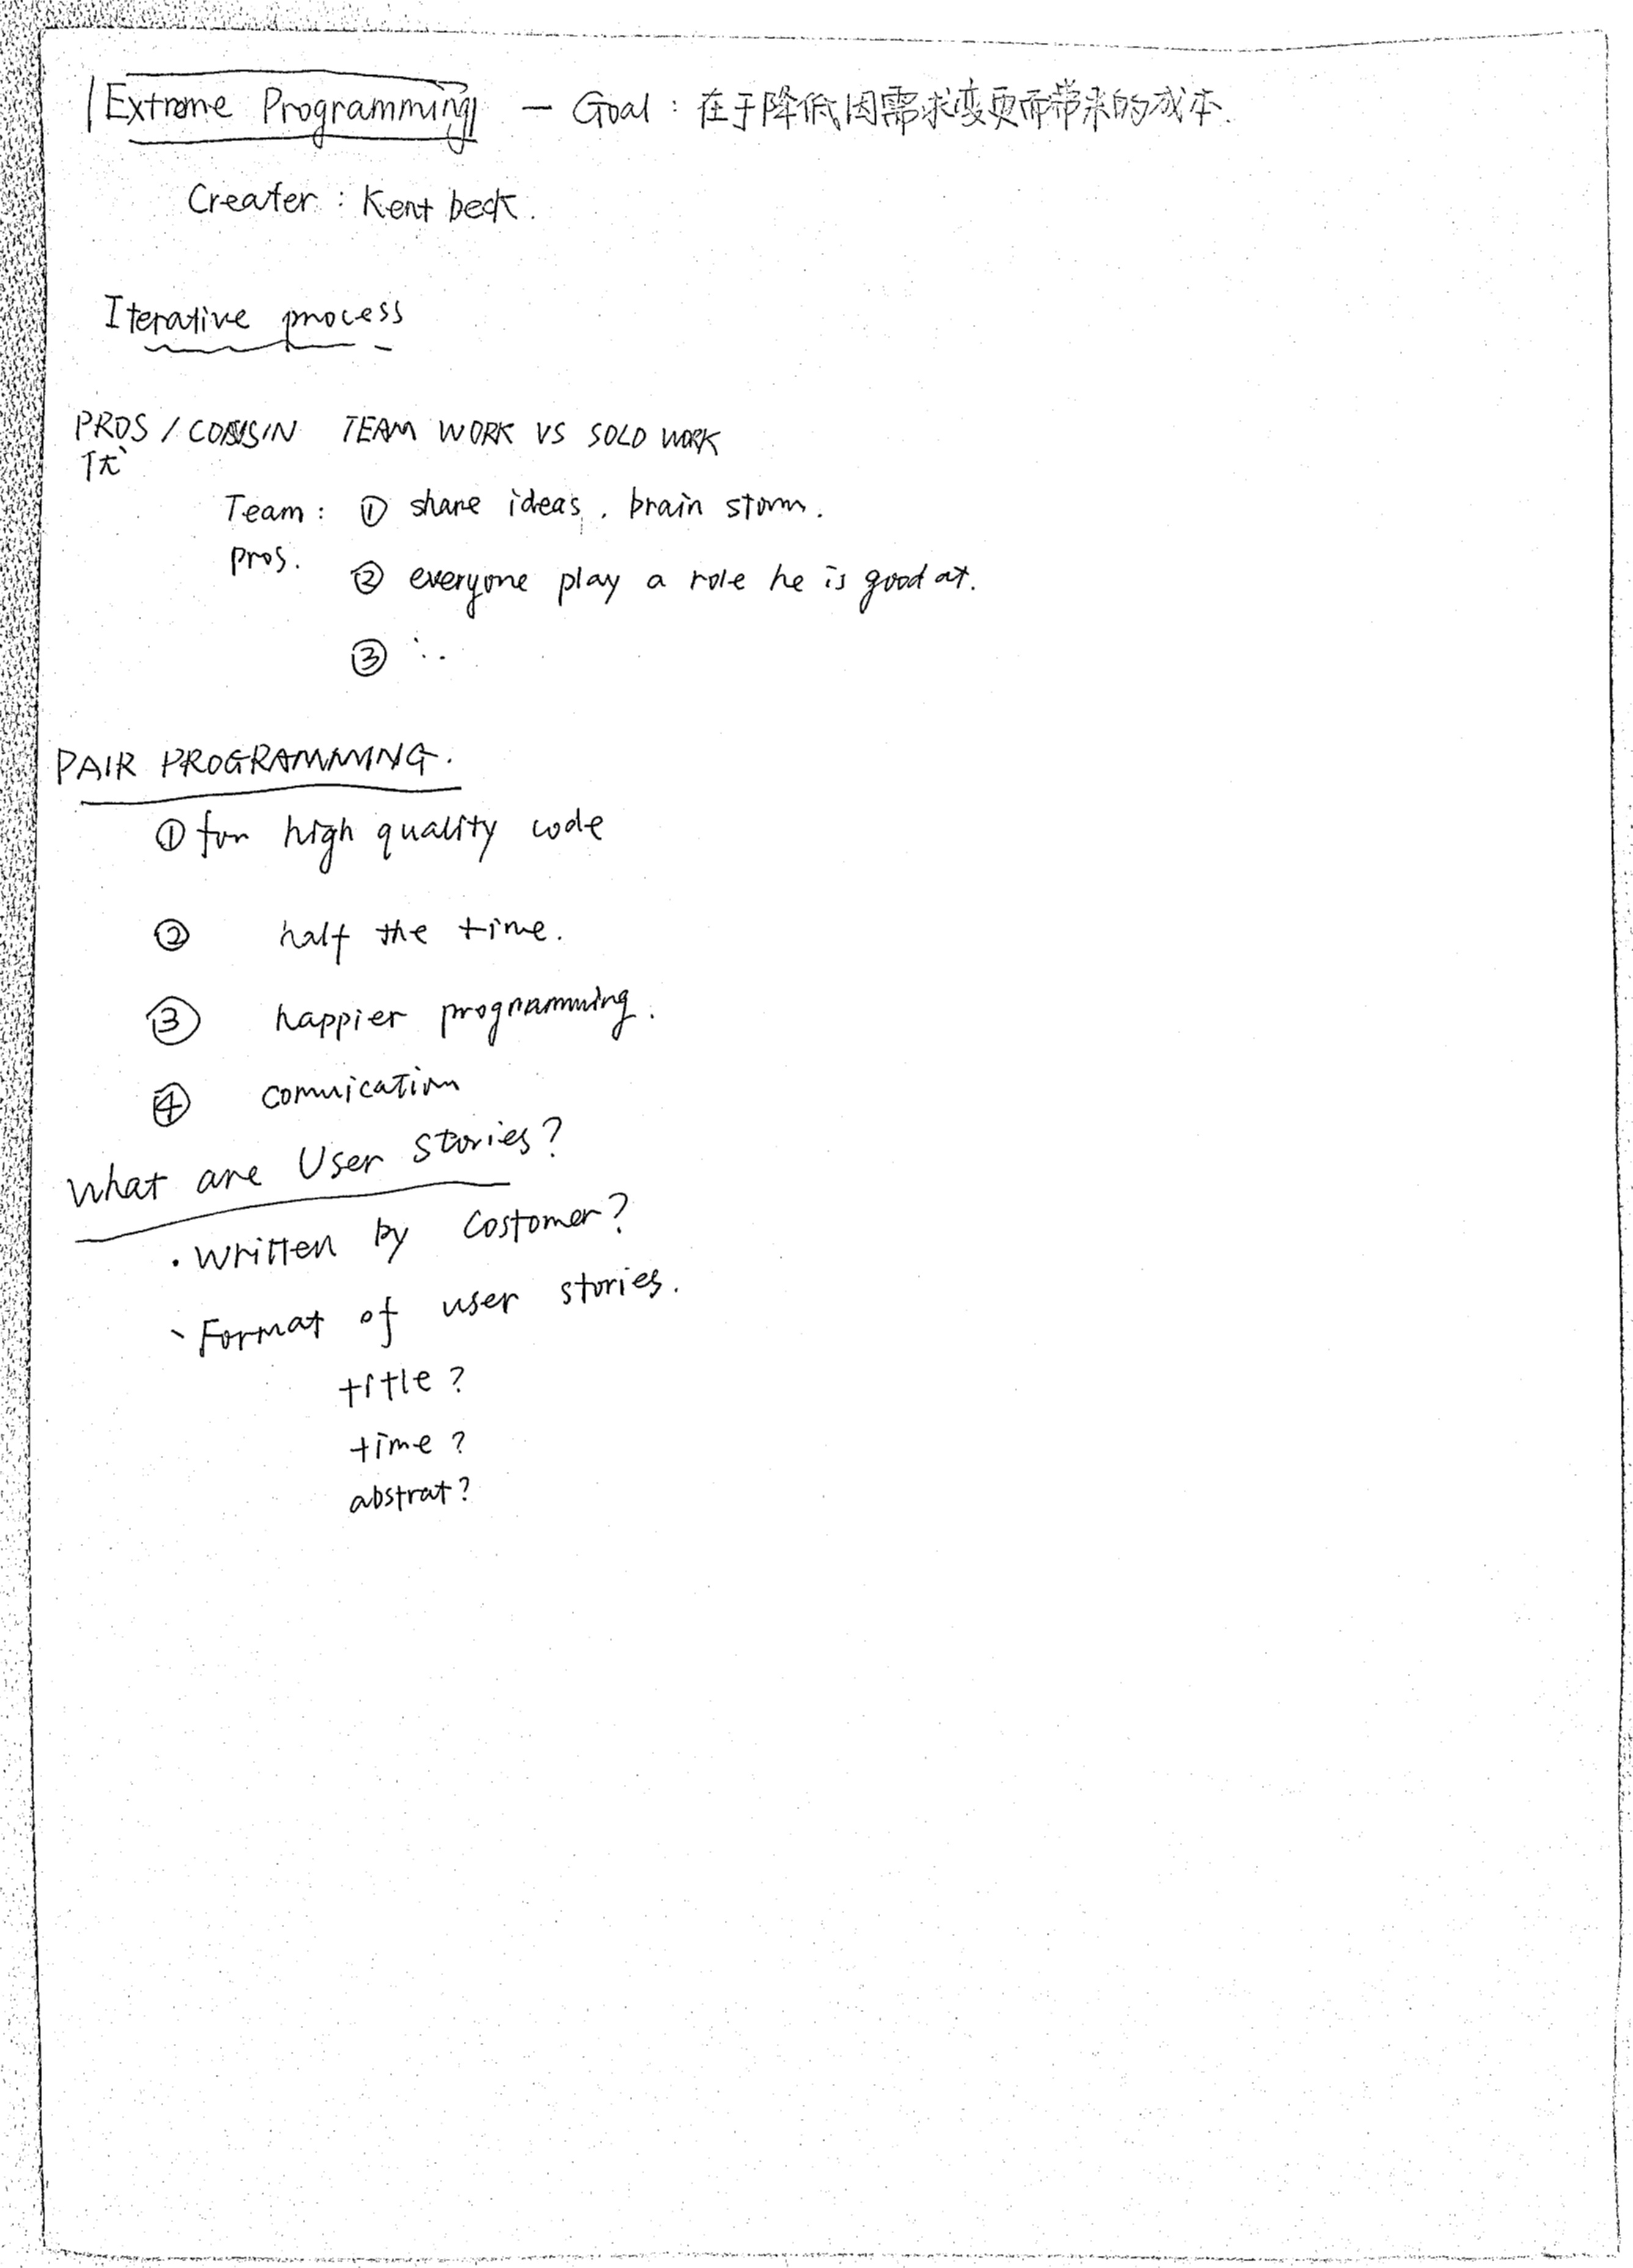 Extreme Programming — Goal : 在于降低因需求变更而带来的成本.
Creater : Kent beck.
Iterative process
PROS / CONS IN TEAM WORK VS SOLO WORK
优
Team : ① share ideas, brain storm.
pros.
② everyone play a role he is good at.
③ ...
PAIR PROGRAMMING.
① for high quality code
② half the time.
③ happier programming.
④ comnication
What are User Stories?
· Written by Costomer?
· Format of user stories.
title?
time?
abstrat?